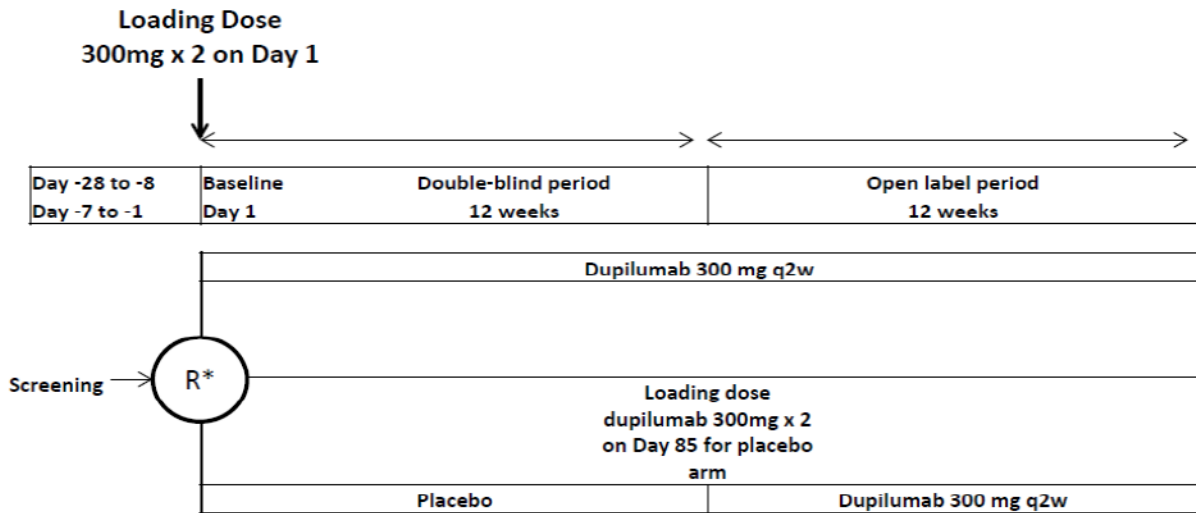 Loading Dose
300mg x 2 on Day 1
Day -28 to -8
Day -7 to -1
Baseline
Day 1
Double-blind period
12 weeks
Open label period
12 weeks
Dupilumab 300 mg q2w
Screening
R*
Loading dose
dupilumab 300mg x 2
on Day 85 for placebo
arm
Placebo
Dupilumab 300 mg q2w